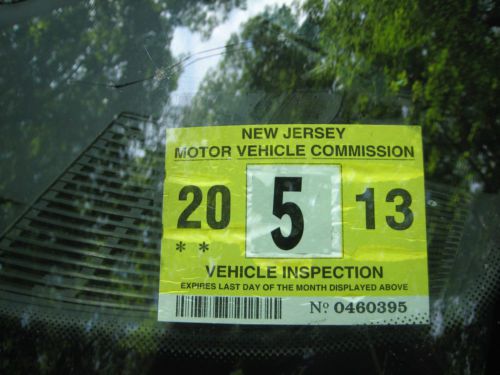 NEW JERSEY
MOTOR VEHICLE COMMISSION
20 5 13
**
VEHICLE INSPECTION
EXPIRES LAST DAY OF THE MONTH DISPLAYED ABOVE
Nº 0460395